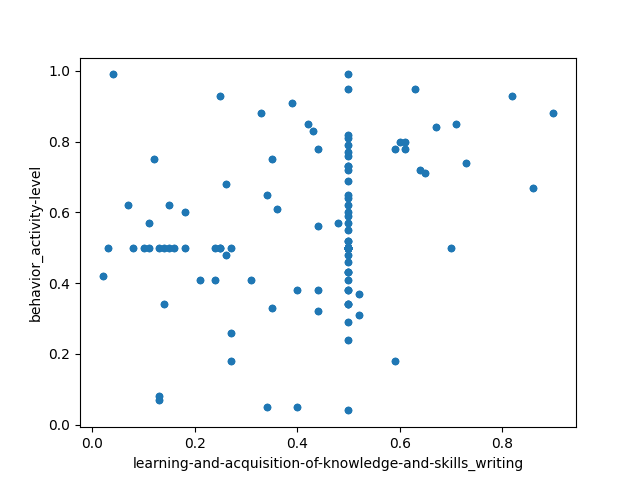 1.0
0.8
0.6
0.4
0.2
0.0
behavior_activity-level
0.0 0.2 0.4 0.6 0.8
learning-and-acquisition-of-knowledge-and-skills_writing